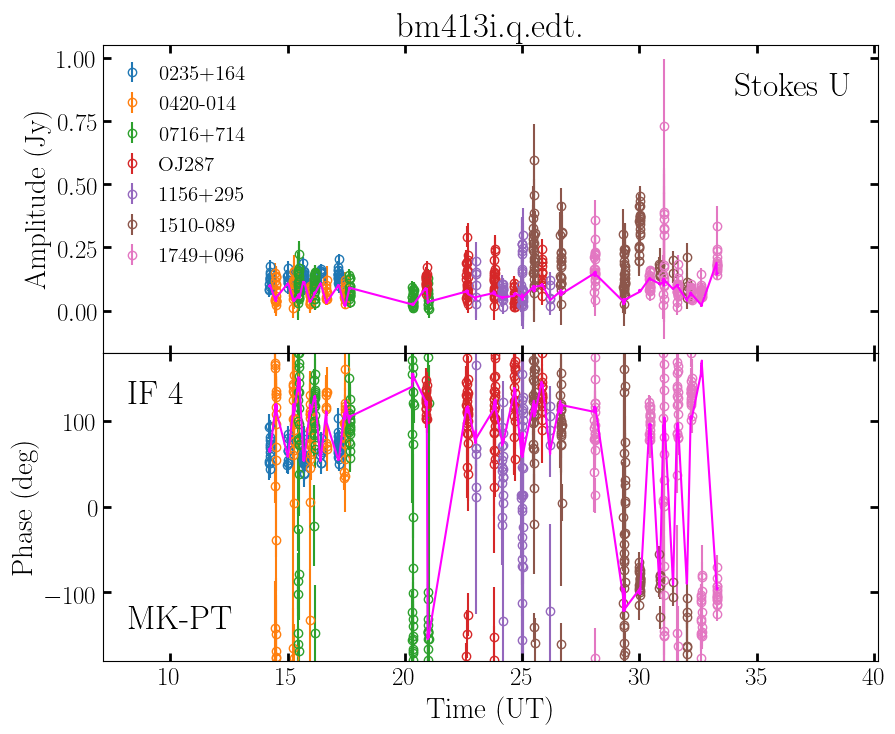 bm413i.q.edt.
1.00
0.75
0.50
0.25
0.00
Amplitude (Jy)
0235+164
0420-014
0716+714
OJ287
1156+295
1510-089
1749+096
Stokes U
100
0
−100
Phase (deg)
IF 4
MK-PT
10 15 20 25 30 35 40
Time (UT)